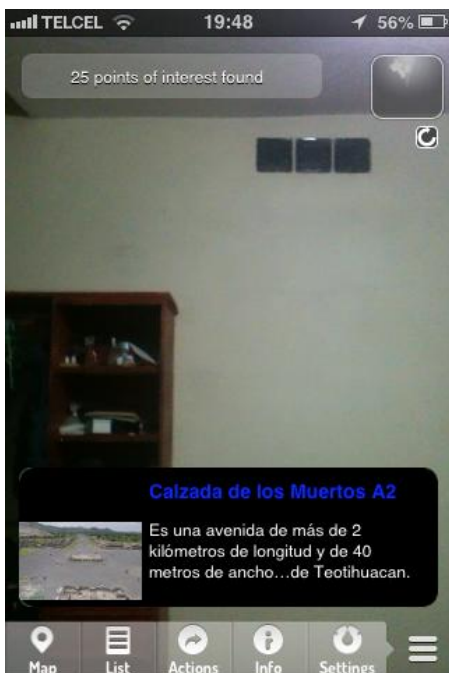 TELCEL 19:48 56%
25 points of interest found
Calzada de los Muertos A2
Es una avenida de más de 2
kilómetros de longitud y de 40
metros de ancho...de Teotihuacan.
Map List Actions Info Settings